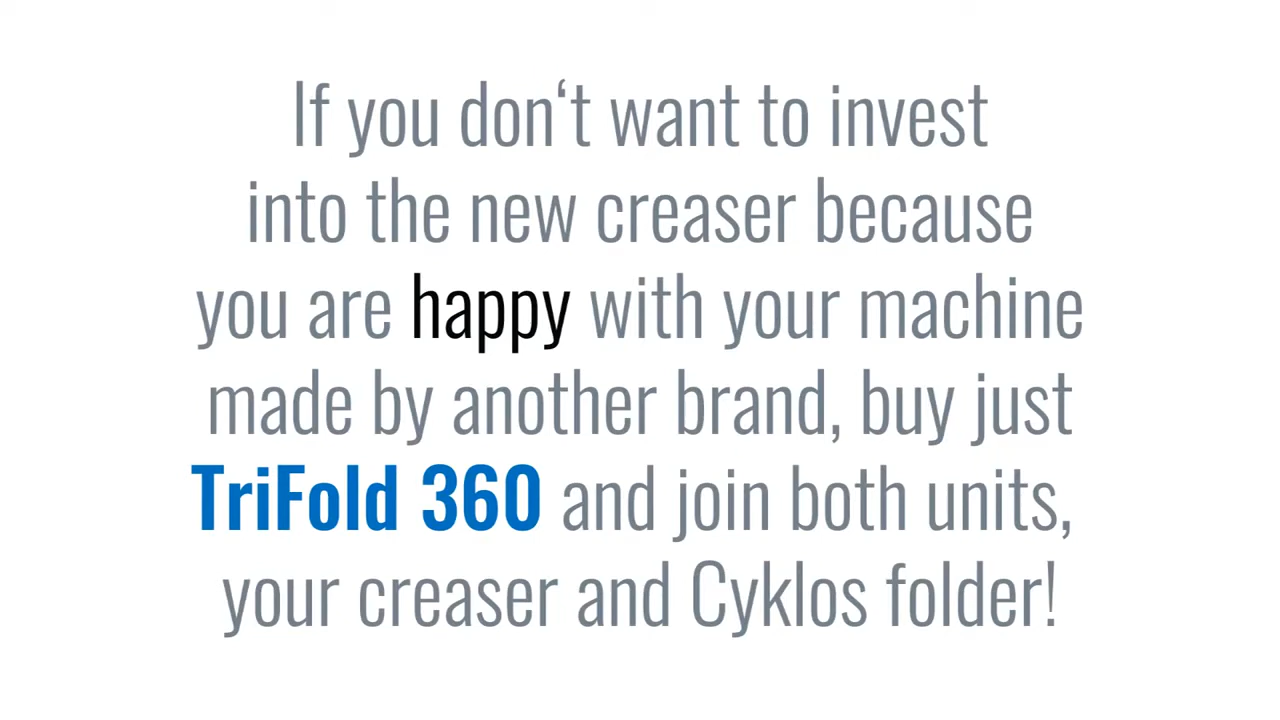 If you don‘t want to invest
into the new creaser because
you are happy with your machine
made by another brand, buy just
TriFold 360 and join both units,
your creaser and Cyklos folder!